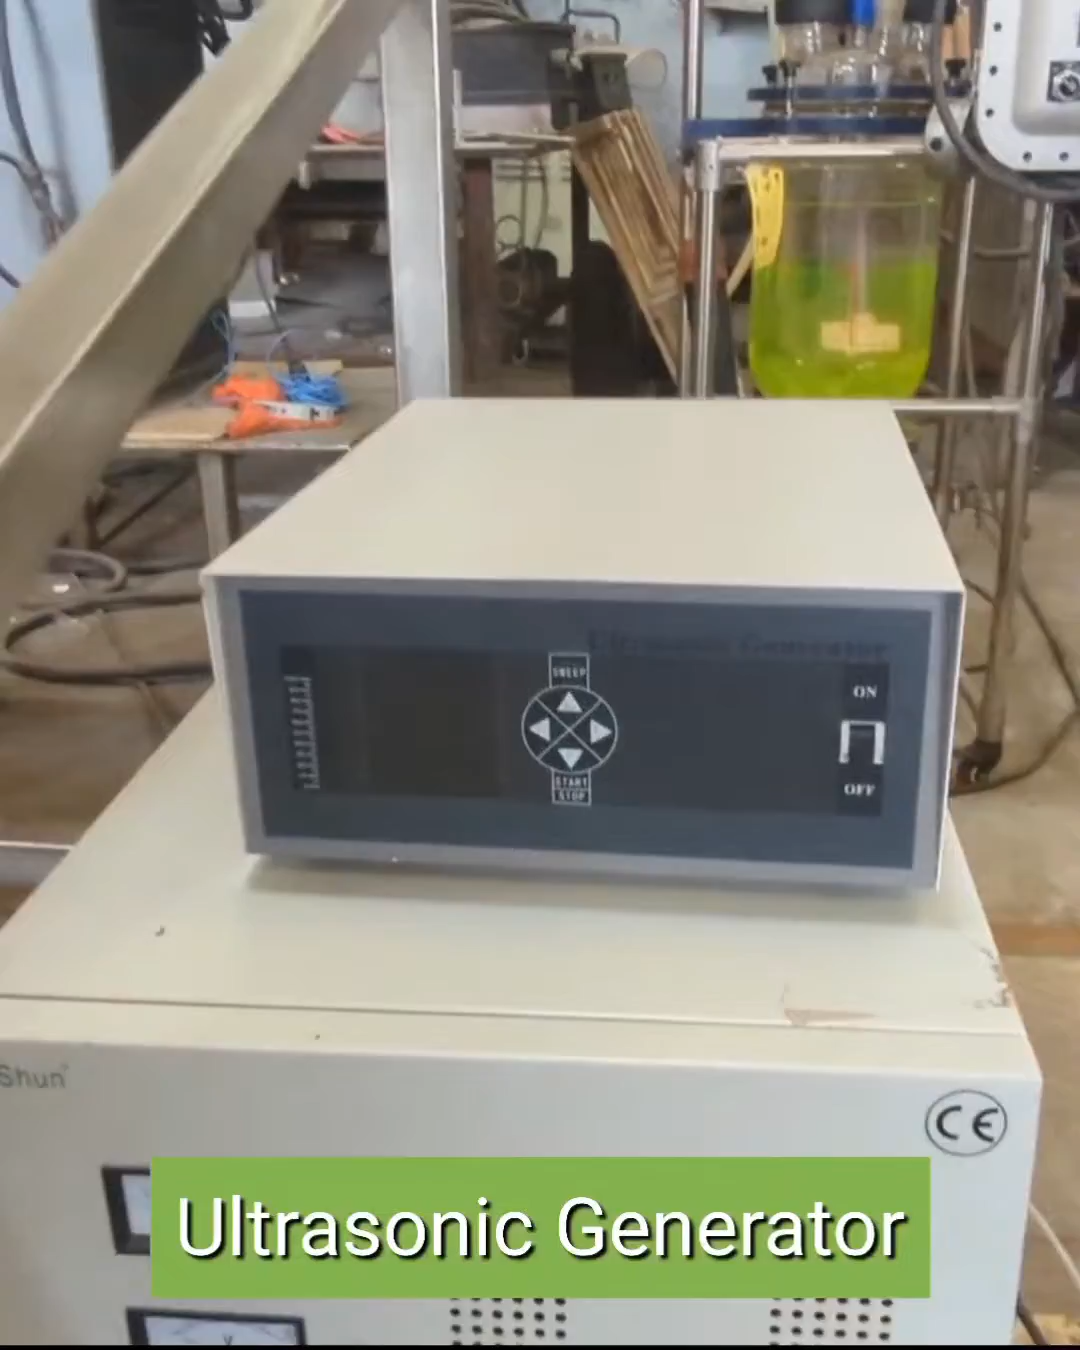 Ultrasonic Generator
SWEEP
ON
START
STOP
OFF
Shun
CE
V
Ultrasonic Generator